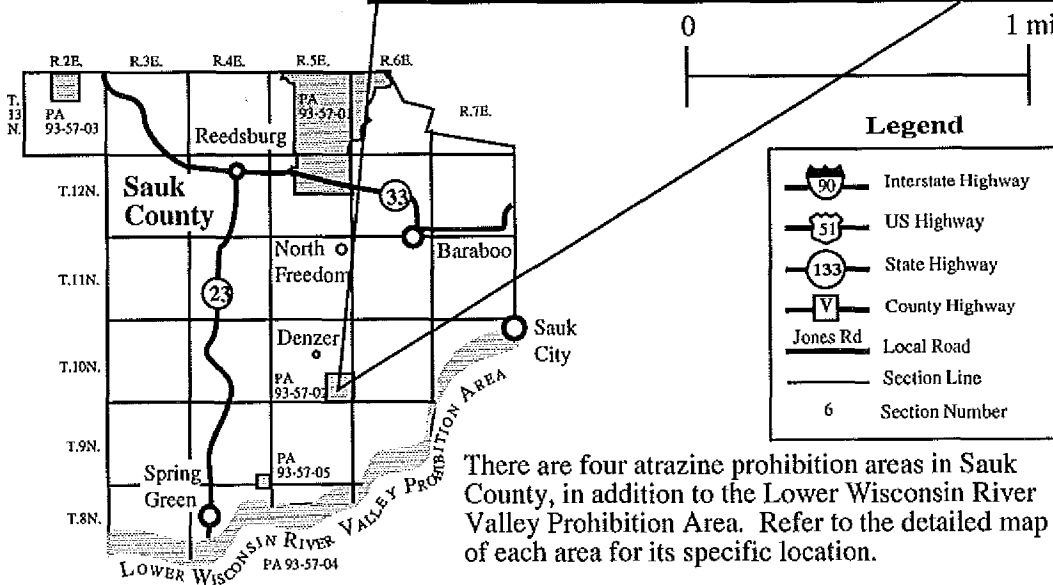 0 1 mi
R.2E. R.3E. R.4E. R.5E. R.6E.
R.7E.
T.
13
N.
PA
93-57-03
PA
93-57-01
Reedsburg
T.12N.
Sauk
County
33
North
Freedom
Baraboo
T.11N.
23
Denzer
Sauk
City
T.10N.
PA
93-57-02
T.9N.
PA
93-57-05
Spring
Green
T.8N.
LOWER WISCONSIN RIVER VALLEY PROHIBITION AREA
PA 93-57-04
Legend
90 Interstate Highway
51 US Highway
133 State Highway
V County Highway
Jones Rd Local Road
Section Line
6 Section Number
There are four atrazine prohibition areas in Sauk
County, in addition to the Lower Wisconsin River
Valley Prohibition Area. Refer to the detailed map
of each area for its specific location.